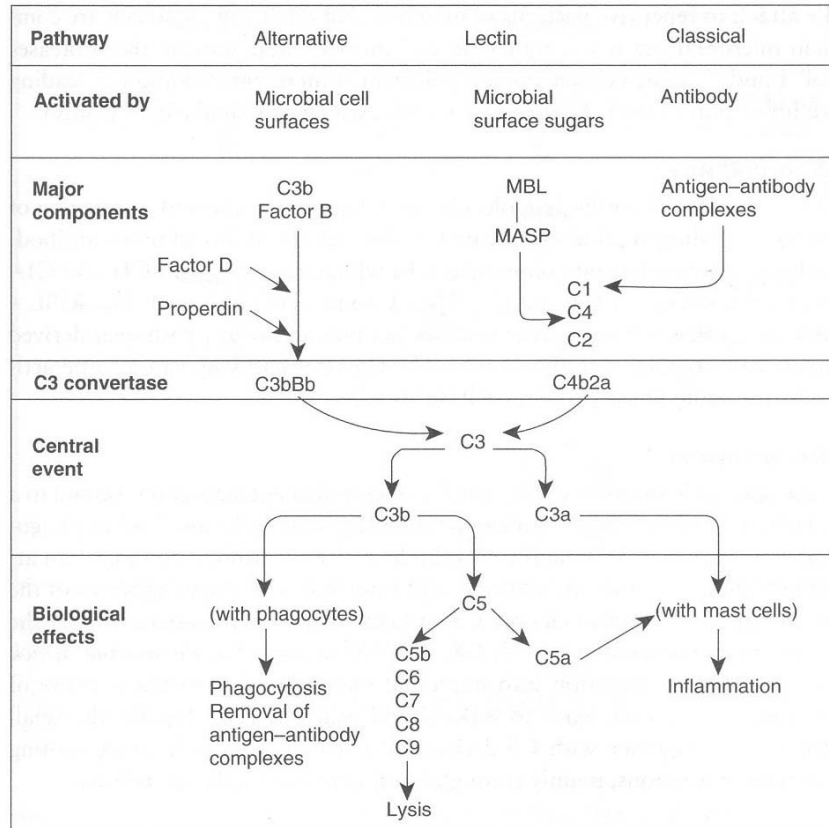 Pathway Alternative Lectin Classical
Activated by Microbial cell surfaces Microbial surface sugars Antibody
Major components
C3b
Factor B
MBL
Antigen–antibody complexes
MASP
Factor D
Properdin
C1
C4
C2
C3 convertase C3bBb C4b2a
Central event
C3
C3b C3a
Biological effects
(with phagocytes) C5 (with mast cells)
C5b C5a
C6
C7
C8
C9
Phagocytosis
Removal of
antigen–antibody
complexes
Inflammation
Lysis